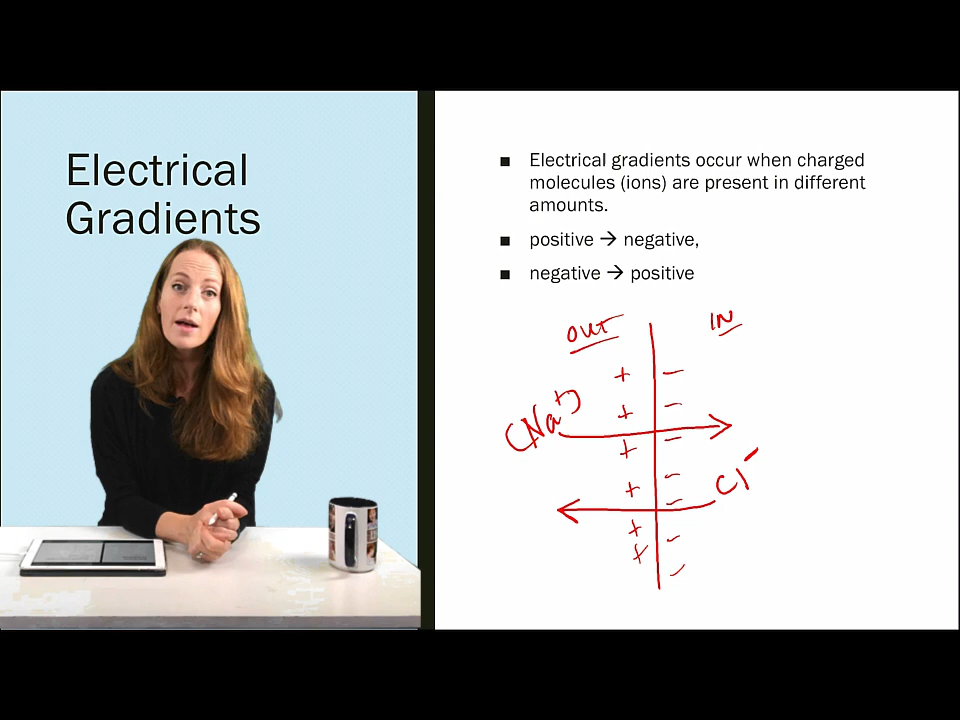 Electrical
Gradients
■ Electrical gradients occur when charged
molecules (ions) are present in different
amounts.
■ positive → negative,
■ negative → positive
OUT IN
+ −
+ −
(Na⁺)
+ −
+ −
Cl⁻
−
+ −
+ −